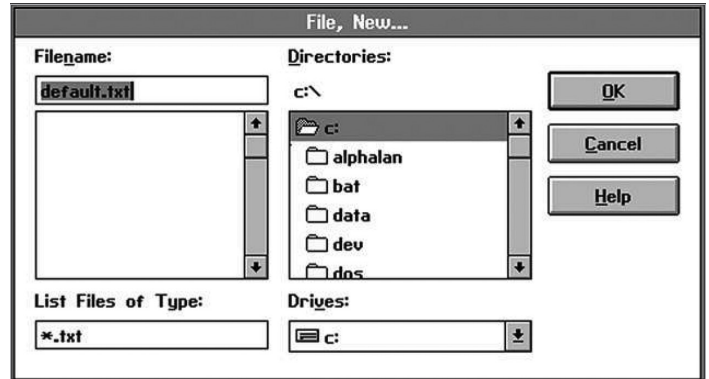 File, New...
Filename:
default.txt
List Files of Type:
*.txt
Directories:
c:\
c:
alphalan
bat
data
dev
dos
Drives:
c:
OK
Cancel
Help